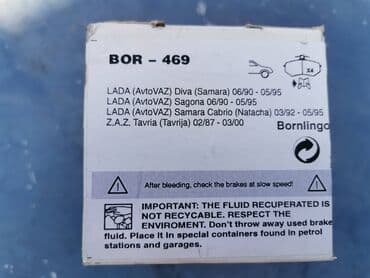 BOR - 469
X4
LADA (AvtoVAZ) Diva (Samara) 06/90 - 05/95
LADA (AvtoVAZ) Sagona 06/90 - 05/95
LADA (AvtoVAZ) Samara Cabrio (Natacha) 03/92 - 05/95
Z.A.Z. Tavria (Tavrija) 02/87 - 03/00
Bornlingo
After bleeding, check the brakes at slow speed!
IMPORTANT: THE FLUID RECUPERATED IS
NOT RECYCLABLE. RESPECT THE
ENVIROMENT. Don't throw away used brake
fluid. Place it in special containers found in petrol
stations and garages.